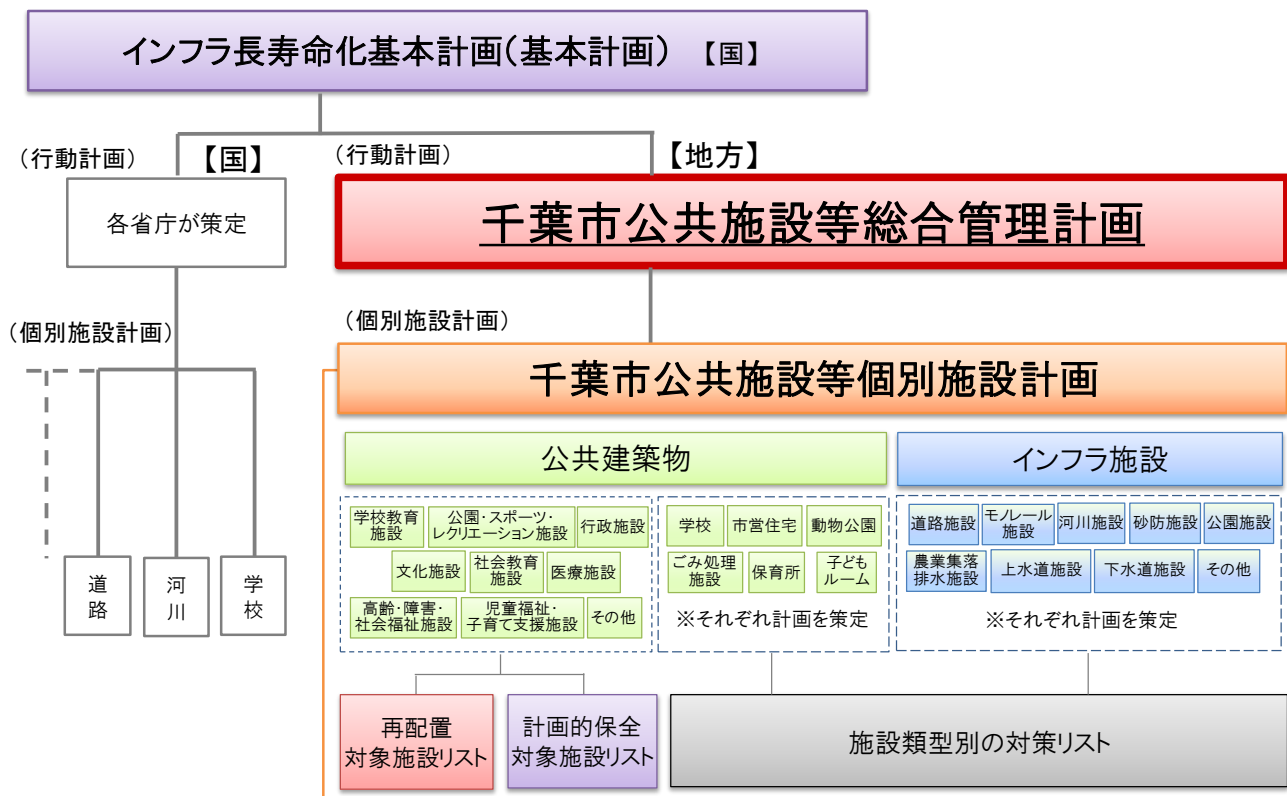 インフラ長寿命化基本計画(基本計画) 【国】
(行動計画)
【国】
(行動計画)
【地方】
各省庁が策定
千葉市公共施設等総合管理計画
(個別施設計画)
(個別施設計画)
千葉市公共施設等個別施設計画
道路
河川
学校
公共建築物
インフラ施設
学校教育
施設
公園・スポーツ・
レクリエーション施設
行政施設
文化施設
社会教育
施設
医療施設
高齢・障害・
社会福祉施設
児童福祉・
子育て支援施設
その他
学校
市営住宅
動物公園
ごみ処理
施設
保育所
子ども
ルーム
※それぞれ計画を策定
道路施設
モノレール
施設
河川施設
砂防施設
公園施設
農業集落
排水施設
上水道施設
下水道施設
その他
※それぞれ計画を策定
再配置
対象施設リスト
計画的保全
対象施設リスト
施設類型別の対策リスト